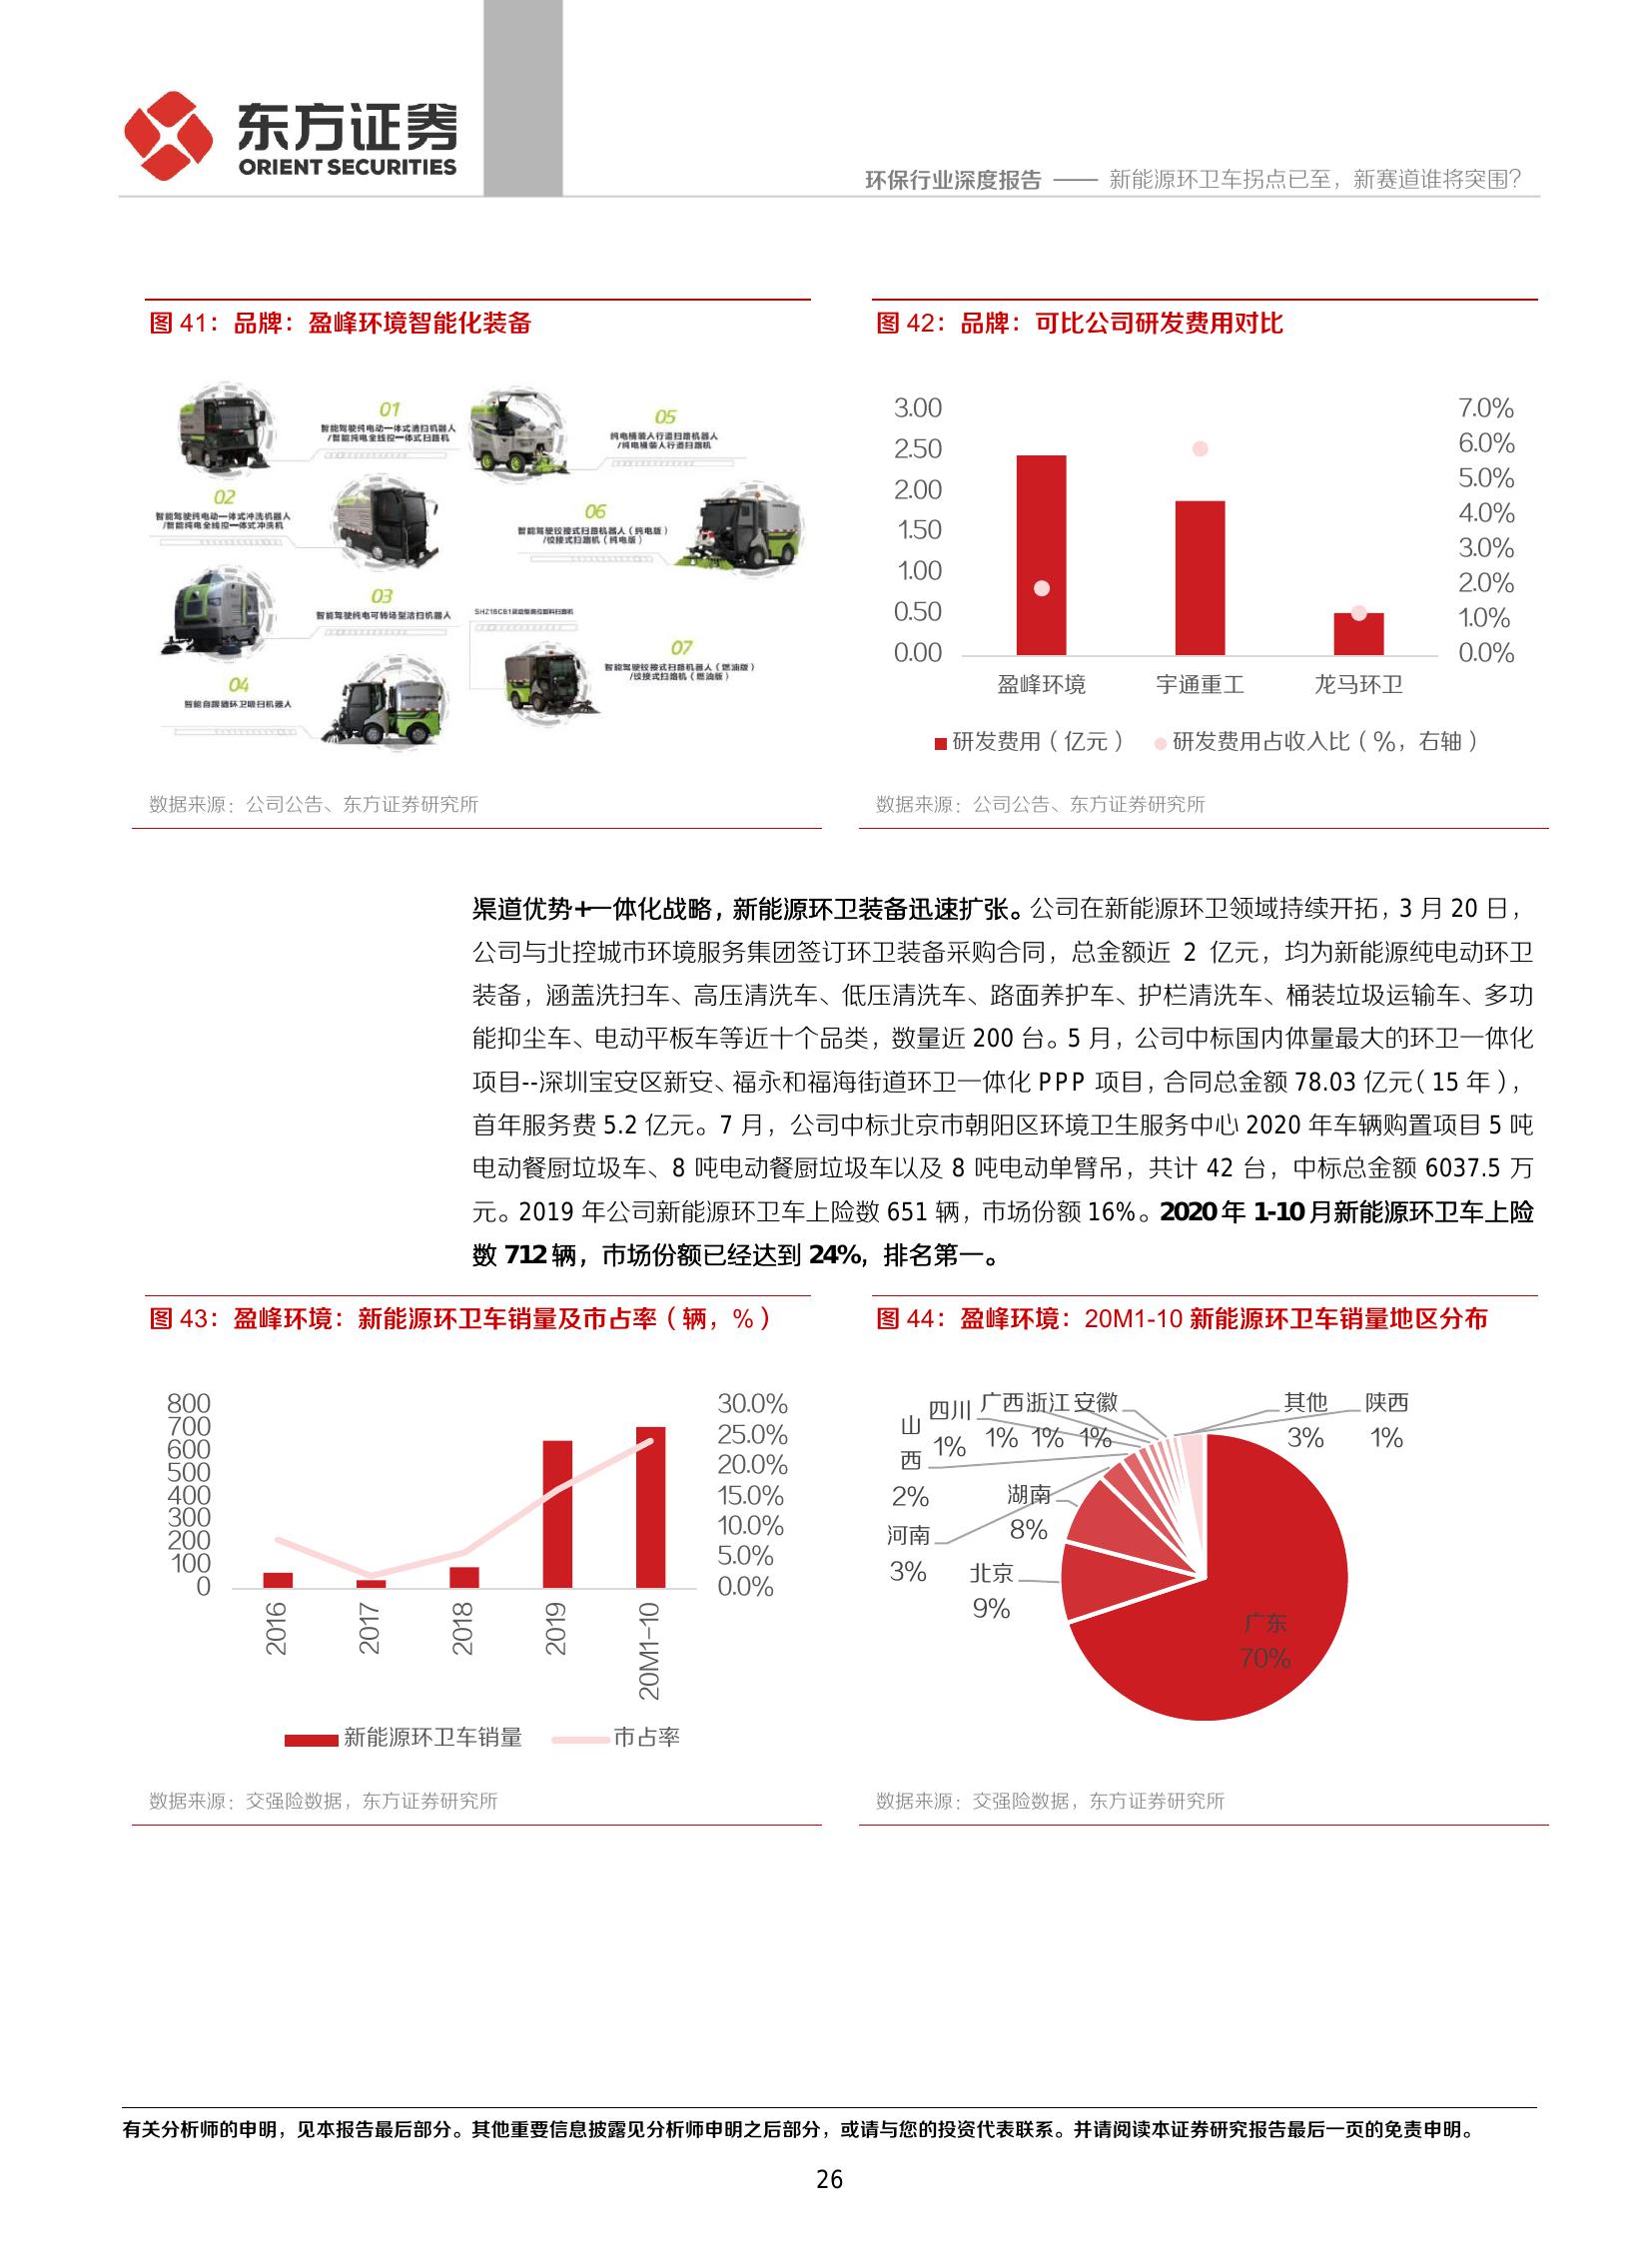 东方证券
ORIENT SECURITIES
环保行业深度报告 —— 新能源环卫车拐点已至，新赛道谁将突围？
图 41：品牌：盈峰环境智能化装备
01
智能驾驶纯电动一体式清扫机器人
/智能纯电全线控一体式扫路机
02
智能驾驶纯电动一体式冲洗机器人
/智能纯电全线控一体式冲洗机
03
智能驾驶纯电可转场型洁扫机器人
04
智能自跟随环卫吸扫机器人
05
纯电桶装人行道扫路机器人
/纯电桶装人行道扫路机
06
智能驾驶铰接式扫路机器人（纯电版）
/铰接式扫路机（纯电版）
07
智能驾驶铰接式扫路机器人（燃油版）
/铰接式扫路机（燃油版）
数据来源：公司公告、东方证券研究所
图 42：品牌：可比公司研发费用对比
3.00
2.50
2.00
1.50
1.00
0.50
0.00
7.0%
6.0%
5.0%
4.0%
3.0%
2.0%
1.0%
0.0%
盈峰环境 宇通重工 龙马环卫
研发费用（亿元） 研发费用占收入比（%，右轴）
数据来源：公司公告、东方证券研究所
渠道优势+一体化战略，新能源环卫装备迅速扩张。公司在新能源环卫领域持续开拓，3 月 20 日，
公司与北控城市环境服务集团签订环卫装备采购合同，总金额近 2 亿元，均为新能源纯电动环卫
装备，涵盖洗扫车、高压清洗车、低压清洗车、路面养护车、护栏清洗车、桶装垃圾运输车、多功
能抑尘车、电动平板车等近十个品类，数量近 200 台。5 月，公司中标国内体量最大的环卫一体化
项目--深圳宝安区新安、福永和福海街道环卫一体化 PPP 项目，合同总金额 78.03 亿元（15 年），
首年服务费 5.2 亿元。7 月，公司中标北京市朝阳区环境卫生服务中心 2020 年车辆购置项目 5 吨
电动餐厨垃圾车、8 吨电动餐厨垃圾车以及 8 吨电动单臂吊，共计 42 台，中标总金额 6037.5 万
元。2019 年公司新能源环卫车上险数 651 辆，市场份额 16%。2020 年 1-10 月新能源环卫车上险
数 712 辆，市场份额已经达到 24%，排名第一。
图 43：盈峰环境：新能源环卫车销量及市占率（辆，%）
800
700
600
500
400
300
200
100
0
30.0%
25.0%
20.0%
15.0%
10.0%
5.0%
0.0%
2016
2017
2018
2019
20M1-10
新能源环卫车销量 市占率
数据来源：交强险数据，东方证券研究所
图 44：盈峰环境：20M1-10 新能源环卫车销量地区分布
山西
2%
四川
1%
广西
1%
浙江
1%
安徽
1%
其他
3%
陕西
1%
河南
3%
湖南
8%
北京
9%
广东
70%
数据来源：交强险数据，东方证券研究所
有关分析师的申明，见本报告最后部分。其他重要信息披露见分析师申明之后部分，或请与您的投资代表联系。并请阅读本证券研究报告最后一页的免责申明。
26